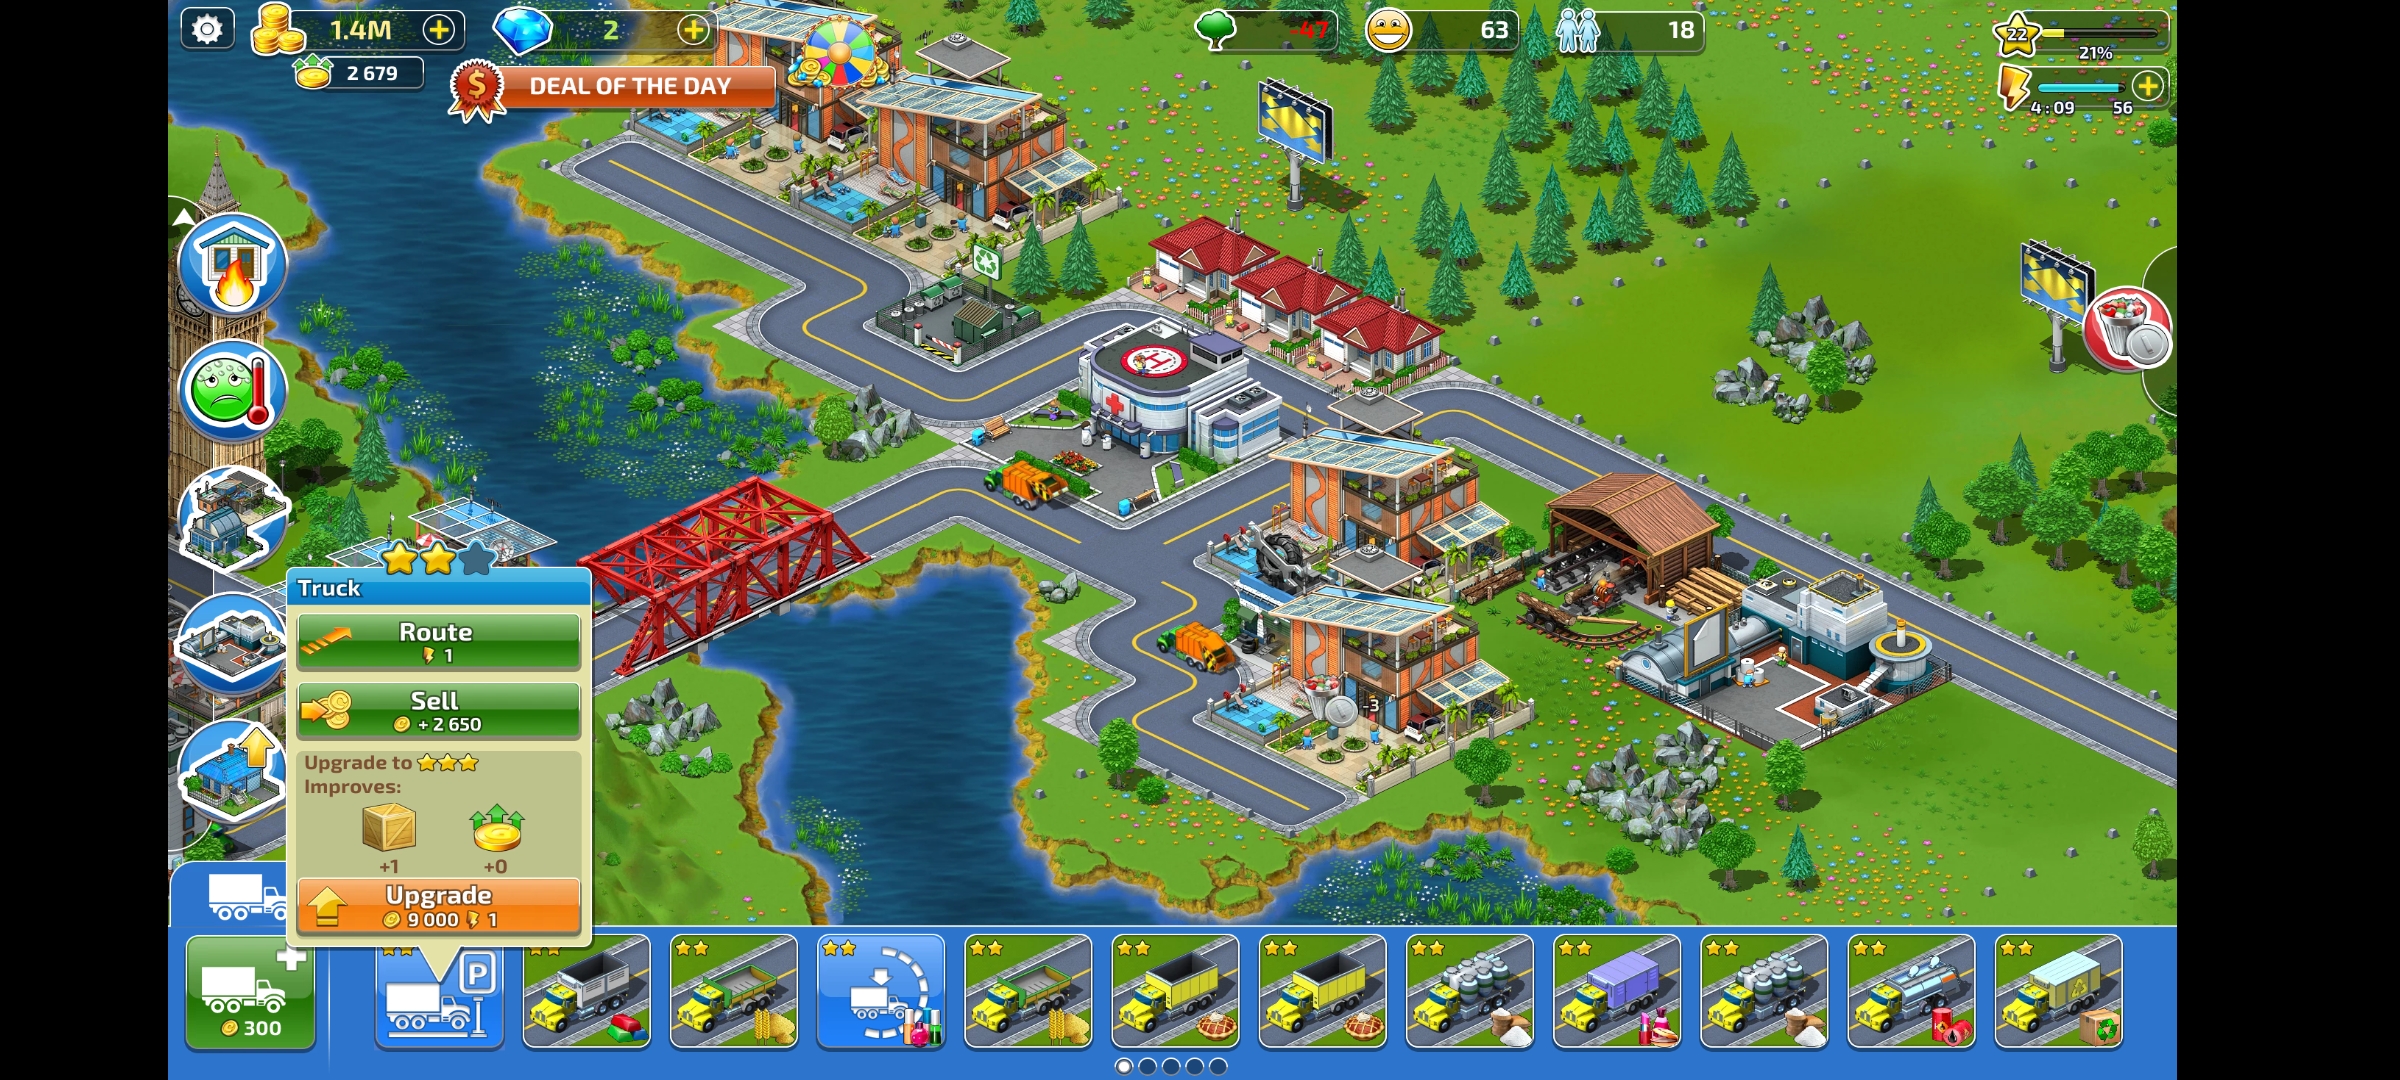 1.4M
2
-47
63
18
22
21%
2 679
DEAL OF THE DAY
4:09
56
H
Truck
Route
1
Sell
+2 650
-3
Upgrade to
Improves:
+1
+0
Upgrade
9 000 1
P
300